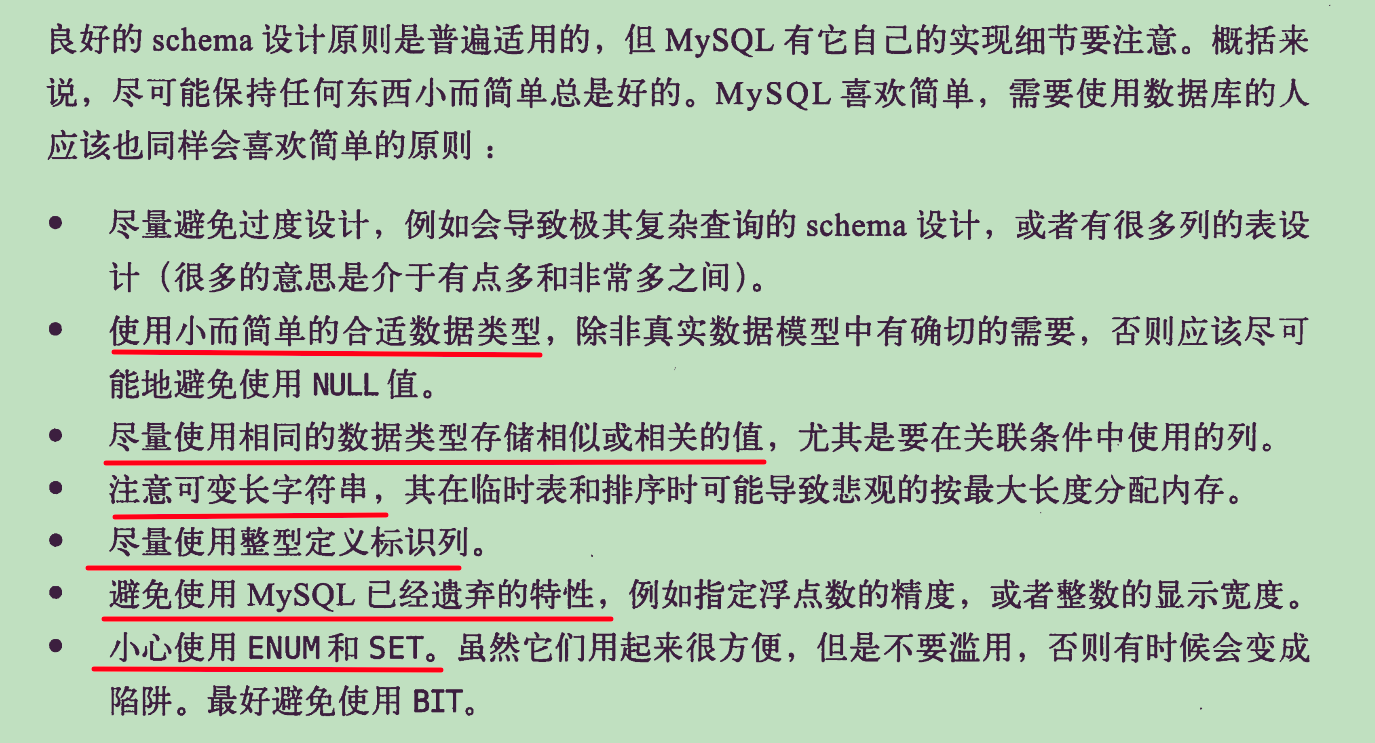 良好的 schema 设计原则是普遍适用的，但 MySQL 有它自己的实现细节要注意。概括来
说，尽可能保持任何东西小而简单总是好的。MySQL 喜欢简单，需要使用数据库的人
应该也同样会喜欢简单的原则：
• 尽量避免过度设计，例如会导致极其复杂查询的 schema 设计，或者有很多列的表设
计（很多的意思是介于有点多和非常多之间）。
• 使用小而简单的合适数据类型，除非真实数据模型中有确切的需要，否则应该尽可
能地避免使用 NULL 值。
• 尽量使用相同的数据类型存储相似或相关的值，尤其是要在关联条件中使用的列。
• 注意可变长字符串，其在临时表和排序时可能导致悲观的按最大长度分配内存。
• 尽量使用整型定义标识列。
• 避免使用 MySQL 已经遗弃的特性，例如指定浮点数的精度，或者整数的显示宽度。
• 小心使用 ENUM 和 SET。虽然它们用起来很方便，但是不要滥用，否则有时候会变成
陷阱。最好避免使用 BIT。